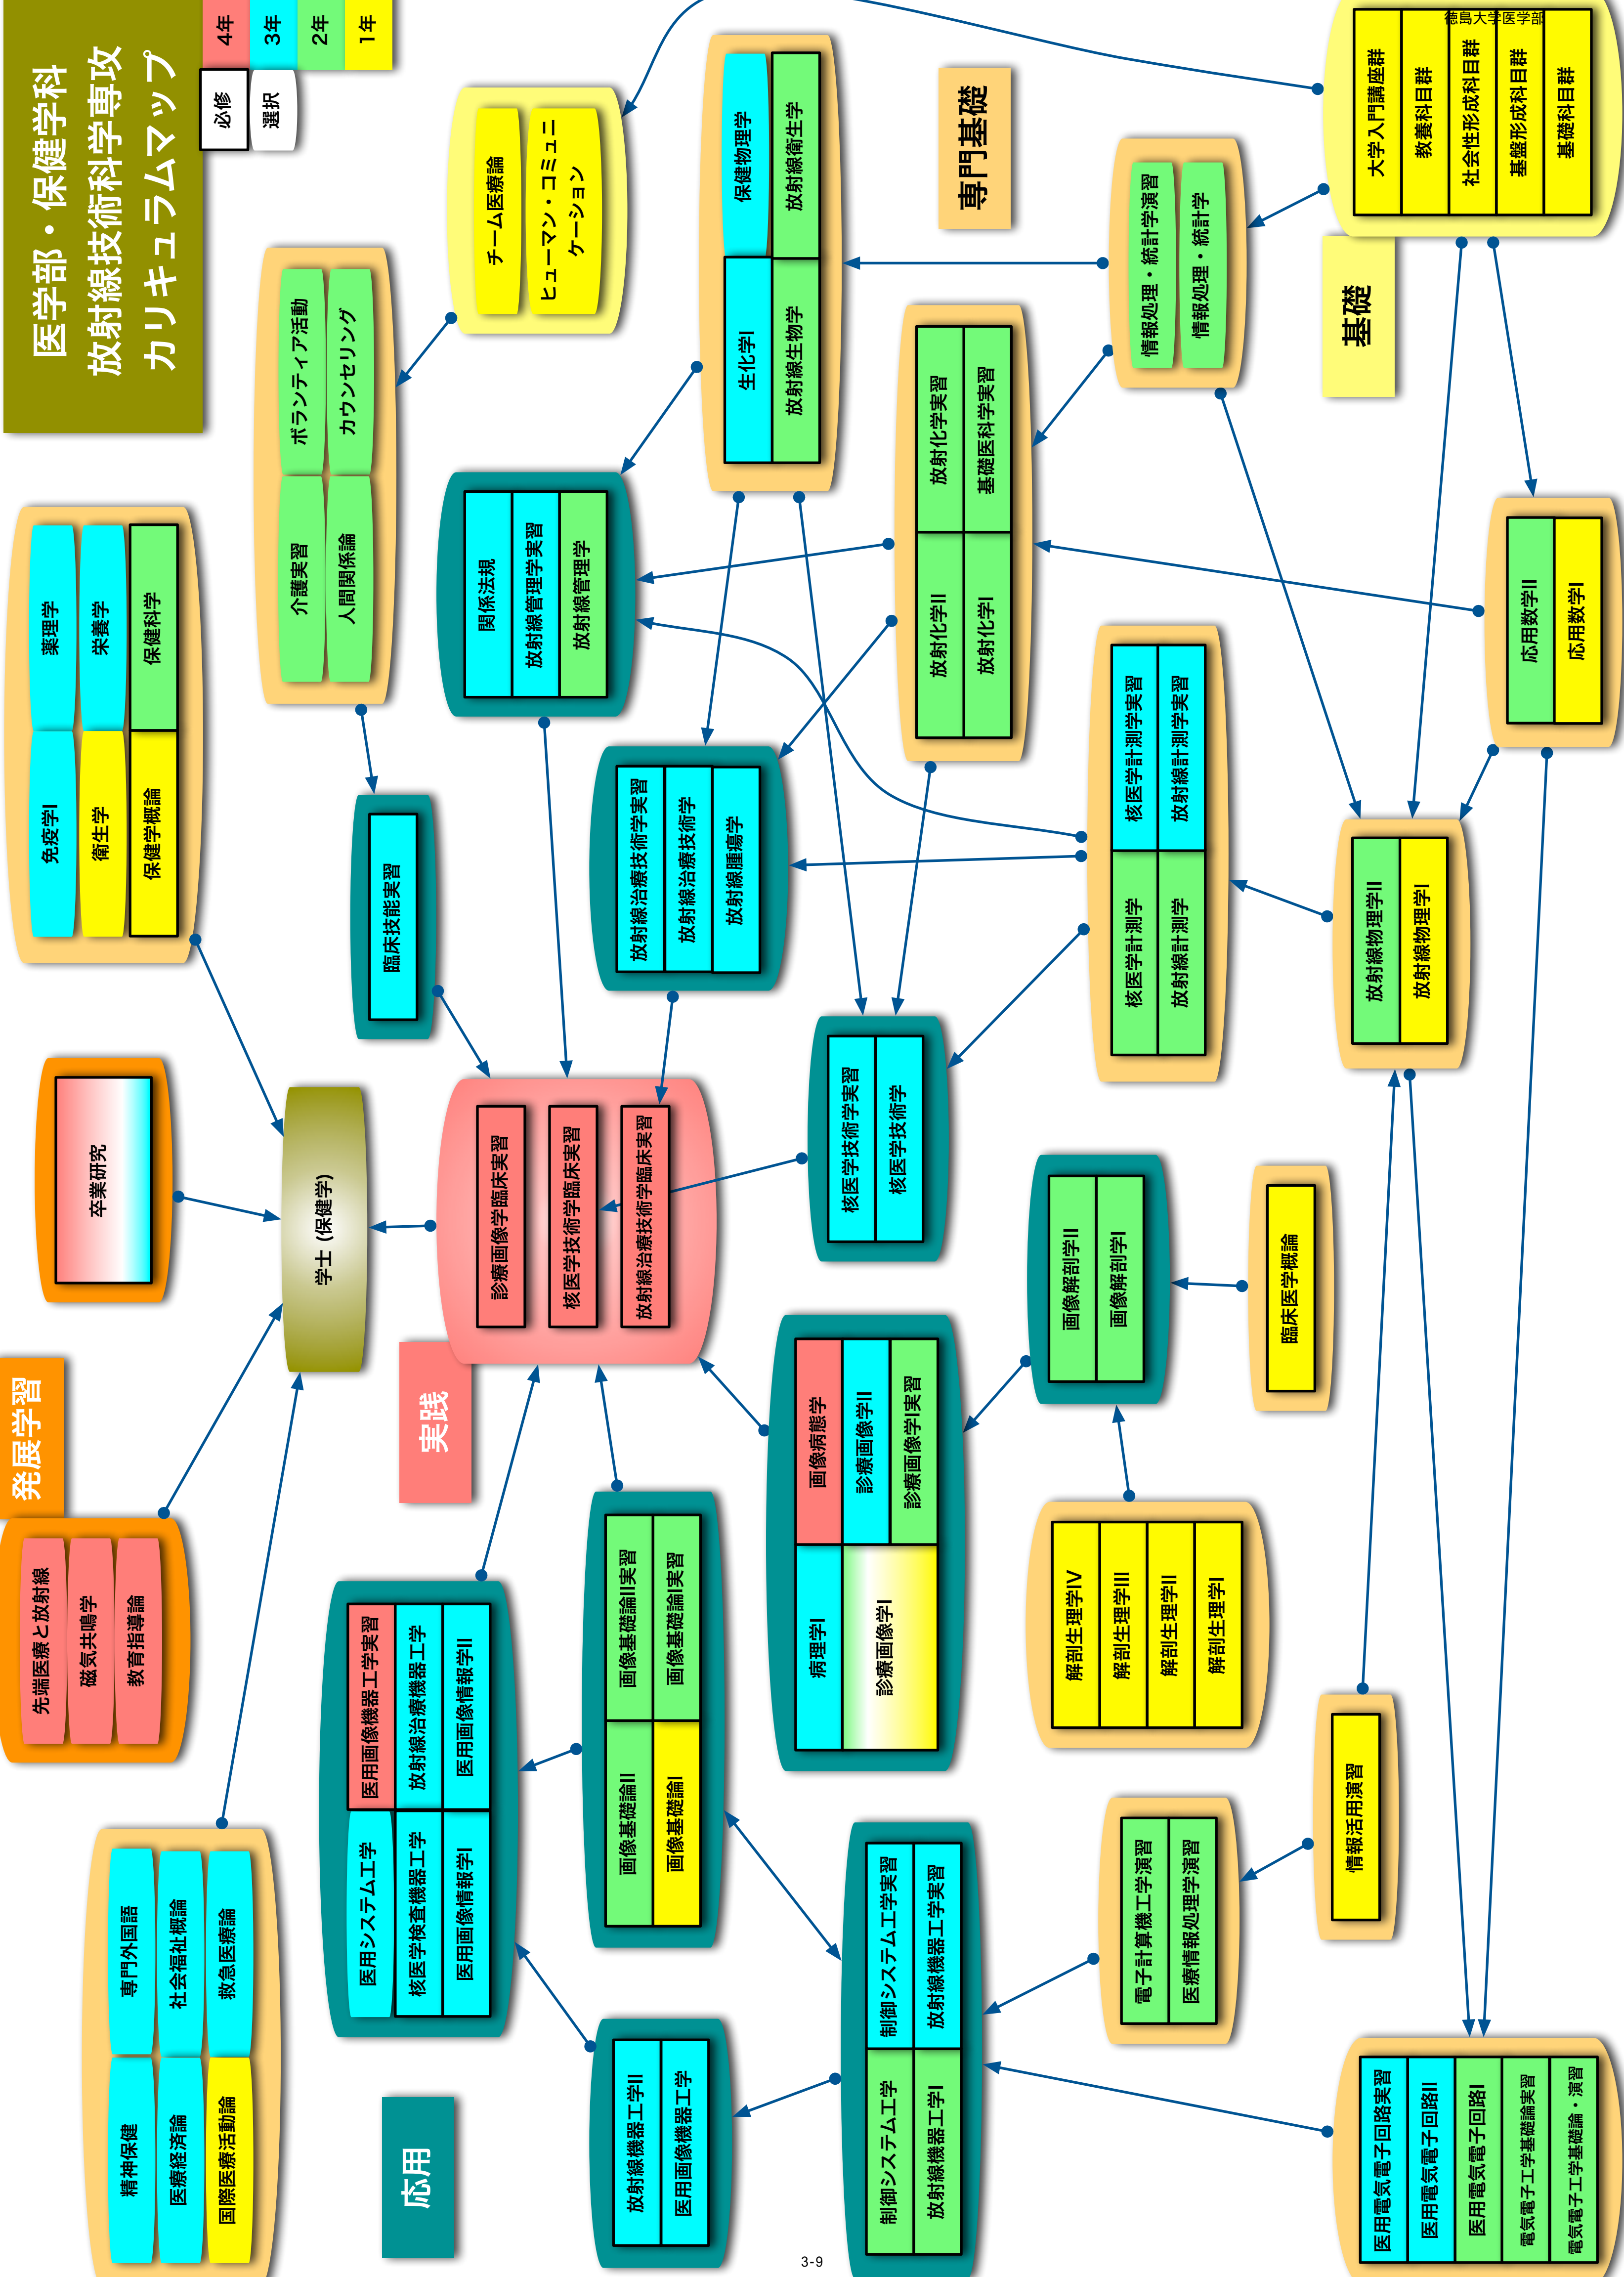 徳島大学医学部
医学部・保健学科
放射線技術科学専攻
カリキュラムマップ
4年
3年
2年
1年
必修
選択
発展学習
先端医療と放射線
磁気共鳴学
教育指導論
卒業研究
免疫学I
薬理学
衛生学
栄養学
保健学概論
保健科学
精神保健
専門外国語
医療経済論
社会福祉概論
国際医療活動論
救急医療論
学士 (保健学)
介護実習
ボランティア活動
人間関係論
カウンセリング
チーム医療論
ヒューマン・コミュニ
ケーション
臨床技能実習
実践
診療画像学臨床実習
核医学技術学臨床実習
放射線治療技術学臨床実習
応用
医用システム工学
医用画像機器工学実習
核医学検査機器工学
放射線治療機器工学
医用画像情報学I
医用画像情報学II
関係法規
放射線管理学実習
放射線管理学
放射線治療技術学実習
放射線治療技術学
放射線腫瘍学
放射線機器工学II
医用画像機器工学
画像基礎論II
画像基礎論II実習
画像基礎論I
画像基礎論I実習
生化学I
保健物理学
放射線生物学
放射線衛生学
専門基礎
病理学I
画像病態学
診療画像学I
診療画像学II
診療画像学I実習
核医学技術学実習
核医学技術学
制御システム工学
制御システム工学実習
放射線機器工学I
放射線機器工学実習
放射化学II
放射化学実習
放射化学I
基礎医科学実習
画像解剖学II
画像解剖学I
解剖生理学IV
解剖生理学III
解剖生理学II
解剖生理学I
臨床医学概論
核医学計測学
核医学計測学実習
放射線計測学
放射線計測学実習
情報処理・統計学演習
情報処理・統計学
電子計算機工学演習
医療情報処理学演習
情報活用演習
放射線物理学II
放射線物理学I
基礎
大学入門講座群
教養科目群
社会性形成科目群
基盤形成科目群
基礎科目群
応用数学II
応用数学I
医用電気電子回路実習
医用電気電子回路II
医用電気電子回路I
電気電子工学基礎論実習
電気電子工学基礎論・演習
3-9